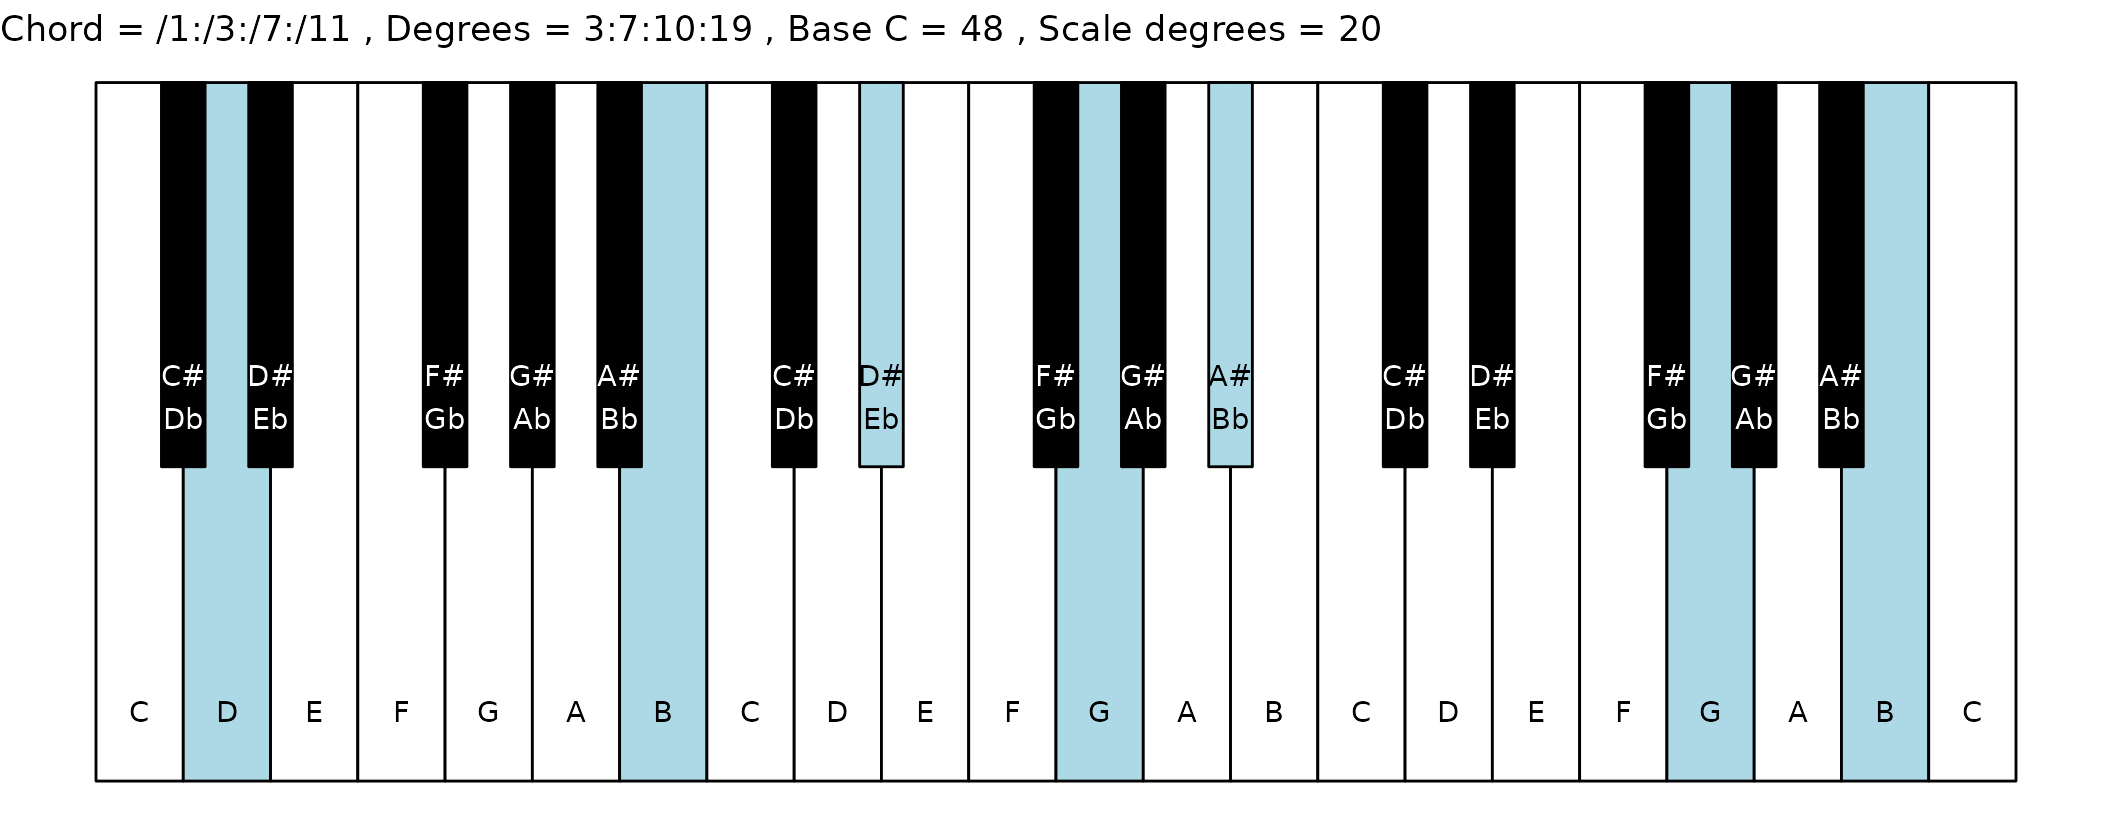 Chord = /1:/3:/7:/11 , Degrees = 3:7:10:19 , Base C = 48 , Scale degrees = 20
C# D# F# G# A# C# D# F# G# A# C# D# F# G# A#
Db Eb Gb Ab Bb Db Eb Gb Ab Bb Db Eb Gb Ab Bb
C D E F G A B C D E F G A B C D E F G A B C